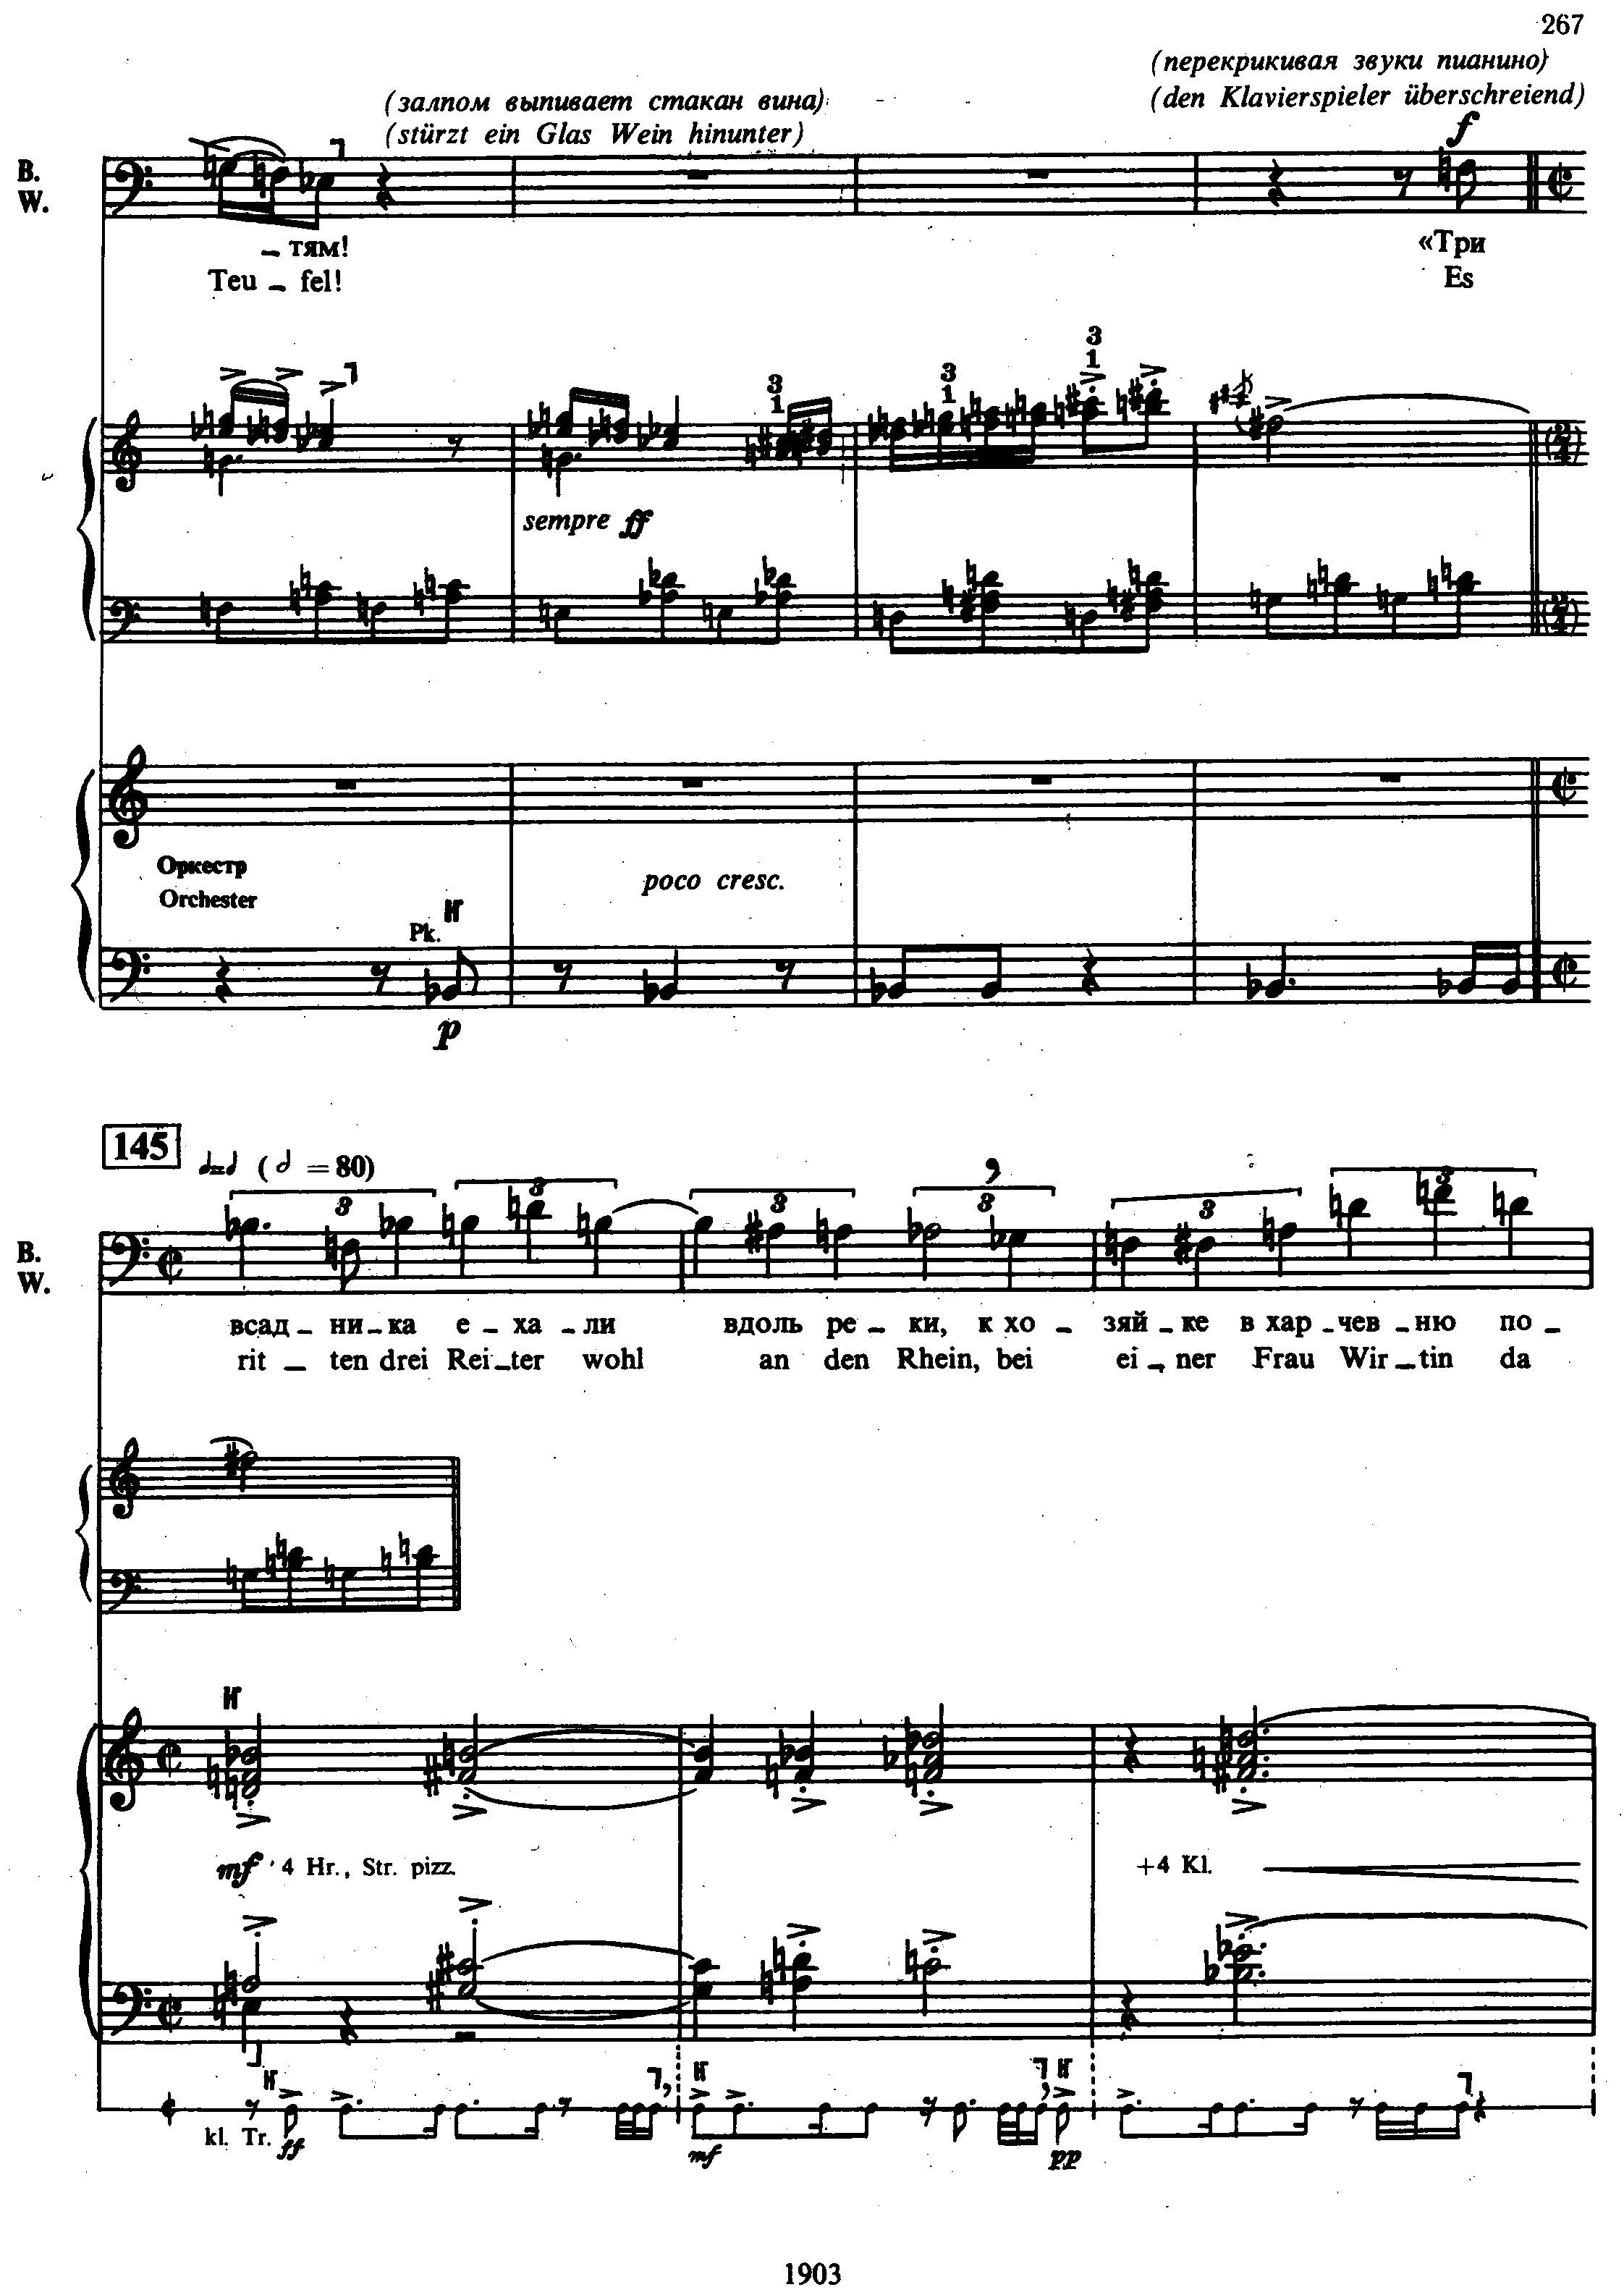 267
(перекрикивая звуки пианино)
(залпом выпивает стакан вина)
(den Klavierspieler überschreiend)
(stürzt ein Glas Wein hinunter)
f
B.
W.
– тям! «Три
Teu – fel! Es
3
1
3
1
3
1
sempre ff
Оркестр
Orchester
poco cresc.
Pk.
p
145
( = 80)
3 3 3 3 3 3
B.
W.
всад – ни – ка е – ха – ли вдоль ре – ки, к хо – зяй – ке в хар – чев – ню по –
rit – ten drei Rei – ter wohl an den Rhein, bei ei – ner Frau Wir – tin da
mf 4 Hr., Str. pizz. +4 Kl.
kl. Tr. ff mf pp
1903